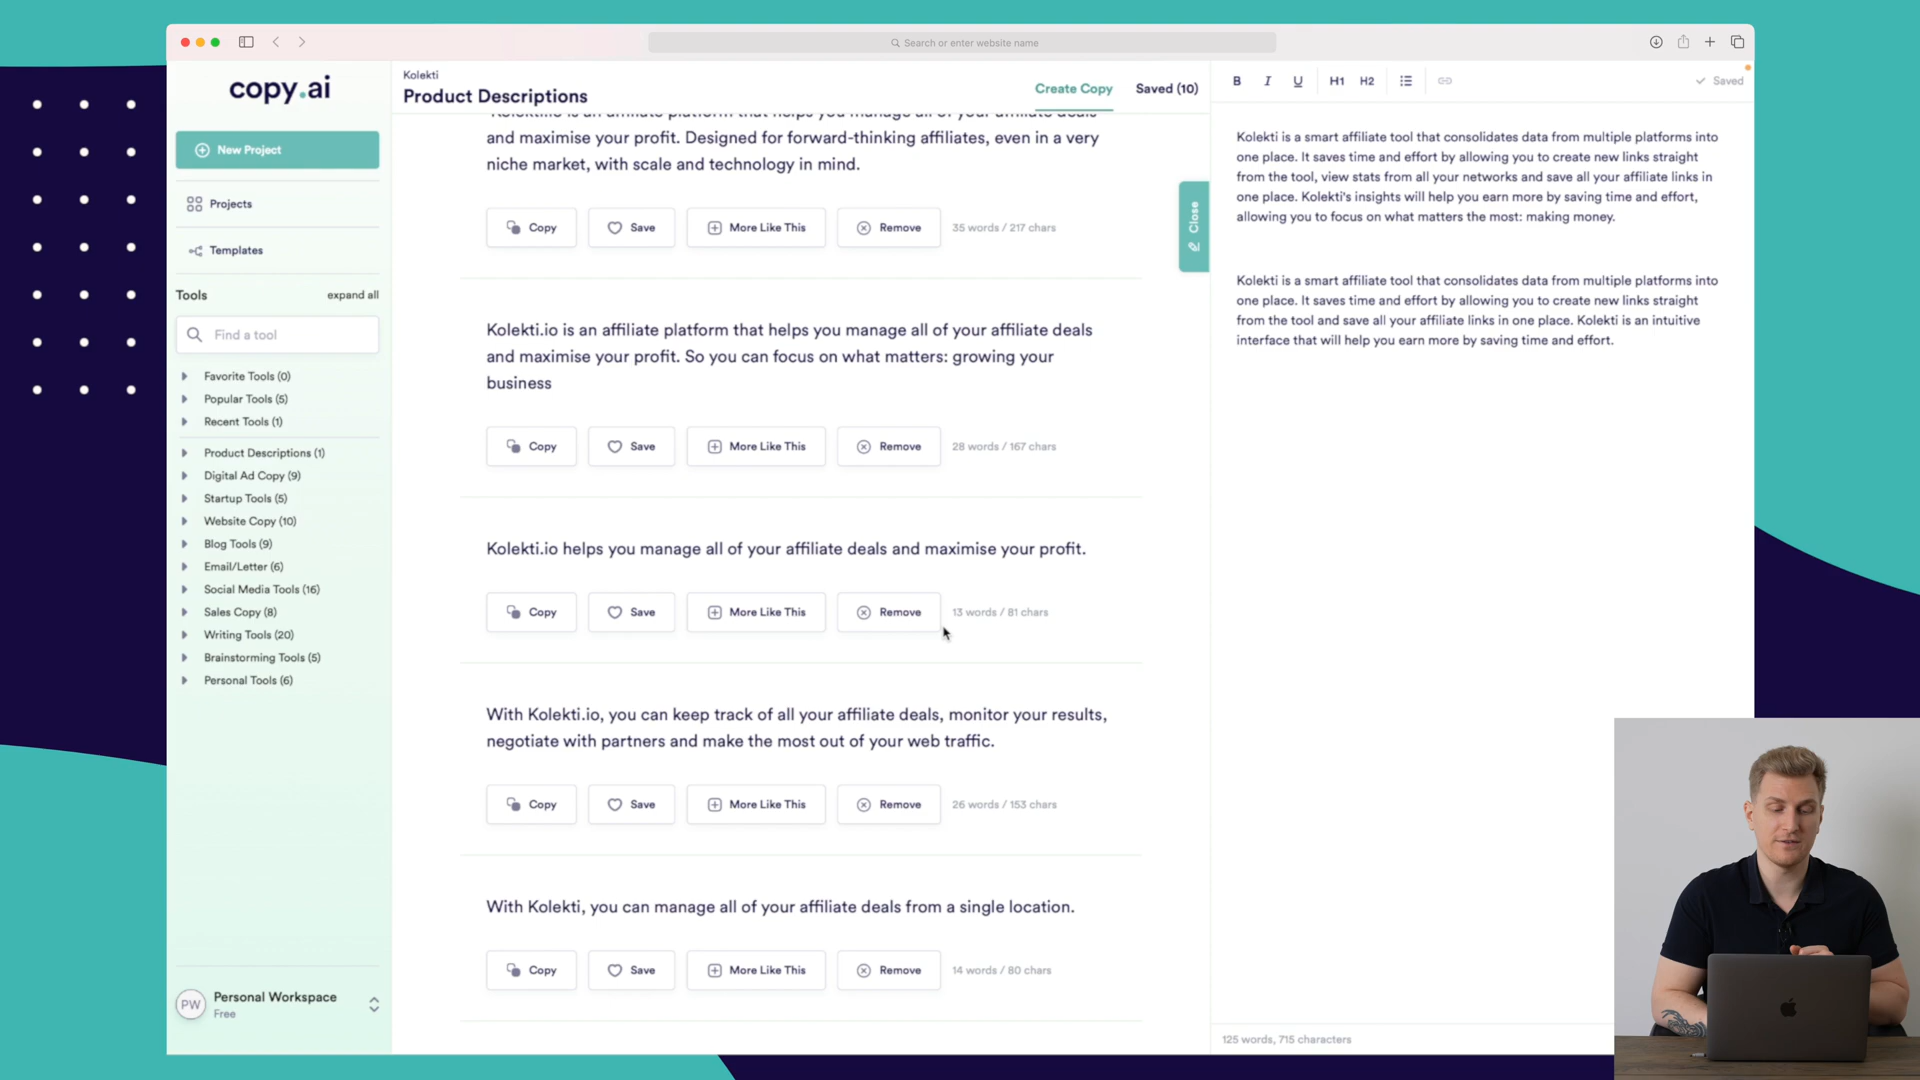 Search or enter website name
copy.ai
New Project
Projects
Templates
Tools
expand all
Find a tool
Favorite Tools (0)
Popular Tools (5)
Recent Tools (1)
Product Descriptions (1)
Digital Ad Copy (9)
Startup Tools (5)
Website Copy (10)
Blog Tools (9)
Email/Letter (6)
Social Media Tools (16)
Sales Copy (8)
Writing Tools (20)
Brainstorming Tools (5)
Personal Tools (6)
PW
Personal Workspace
Free
Kolekti
Product Descriptions
Create Copy
Saved (10)
Kolekti.io is an affiliate platform that helps you manage all of your affiliate deals
and maximise your profit. Designed for forward-thinking affiliates, even in a very
niche market, with scale and technology in mind.
Copy Save More Like This Remove 35 words / 217 chars
Kolekti.io is an affiliate platform that helps you manage all of your affiliate deals
and maximise your profit. So you can focus on what matters: growing your
business
Copy Save More Like This Remove 28 words / 167 chars
Kolekti.io helps you manage all of your affiliate deals and maximise your profit.
Copy Save More Like This Remove 13 words / 81 chars
With Kolekti.io, you can keep track of all your affiliate deals, monitor your results,
negotiate with partners and make the most out of your web traffic.
Copy Save More Like This Remove 26 words / 153 chars
With Kolekti, you can manage all of your affiliate deals from a single location.
Copy Save More Like This Remove 14 words / 80 chars
Close
B I U H1 H2
Saved
Kolekti is a smart affiliate tool that consolidates data from multiple platforms into
one place. It saves time and effort by allowing you to create new links straight
from the tool, view stats from all your networks and save all your affiliate links in
one place. Kolekti's insights will help you earn more by saving time and effort,
allowing you to focus on what matters the most: making money.
Kolekti is a smart affiliate tool that consolidates data from multiple platforms into
one place. It saves time and effort by allowing you to create new links straight
from the tool and save all your affiliate links in one place. Kolekti is an intuitive
interface that will help you earn more by saving time and effort.
125 words, 715 characters